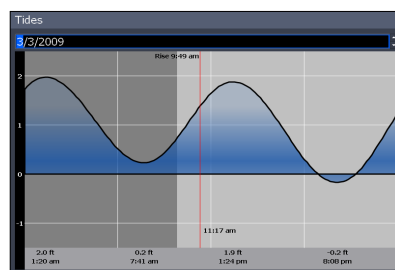 Tides
3/3/2009
Rise 9:49 am
2
1
0
-1
11:17 am
2.0 ft 0.2 ft 1.9 ft -0.2 ft
1:20 am 7:41 am 1:24 pm 8:08 pm